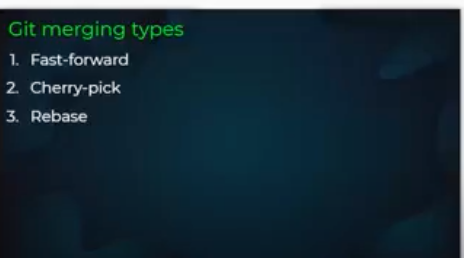 Git merging types
1. Fast-forward
2. Cherry-pick
3. Rebase